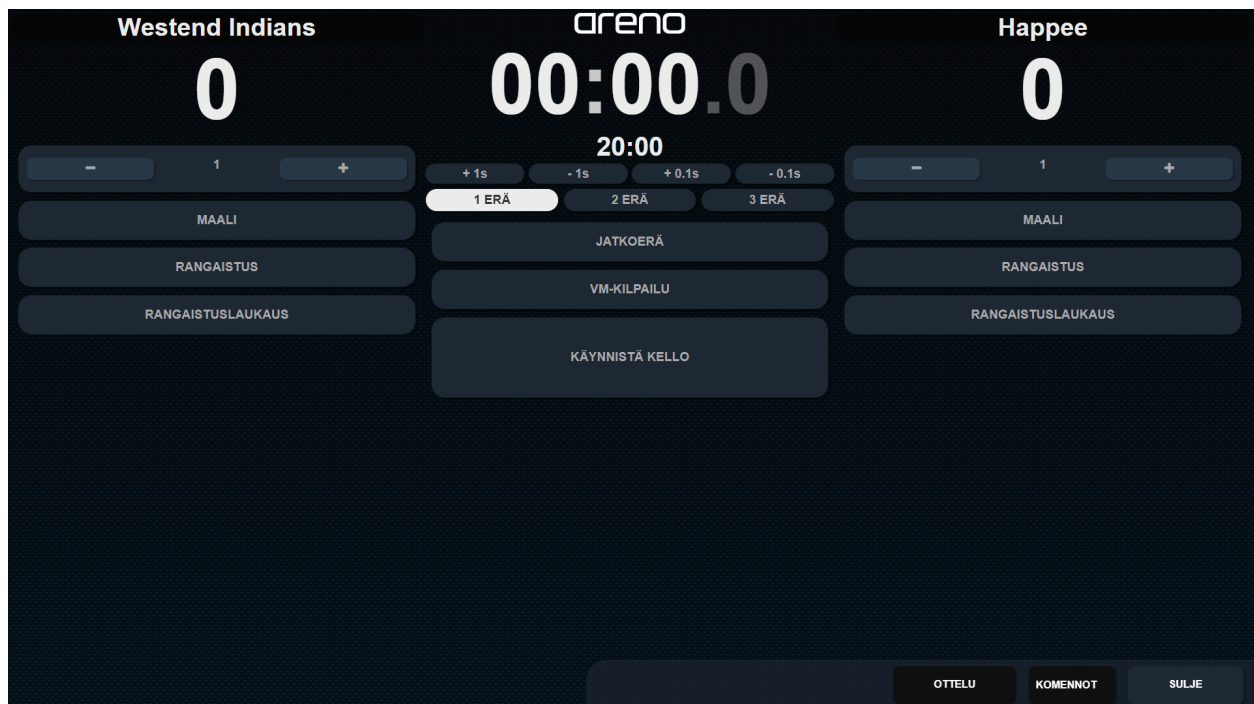 Westend Indians
areno
Happee
0
00:00.0
0
20:00
− 1 +
− 1 +
+ 1s - 1s + 0.1s - 0.1s
1 ERÄ 2 ERÄ 3 ERÄ
MAALI
MAALI
JATKOERÄ
RANGAISTUS
RANGAISTUS
VM-KILPAILU
RANGAISTUSLAUKAUS
RANGAISTUSLAUKAUS
KÄYNNISTÄ KELLO
OTTELU KOMENNOT SULJE